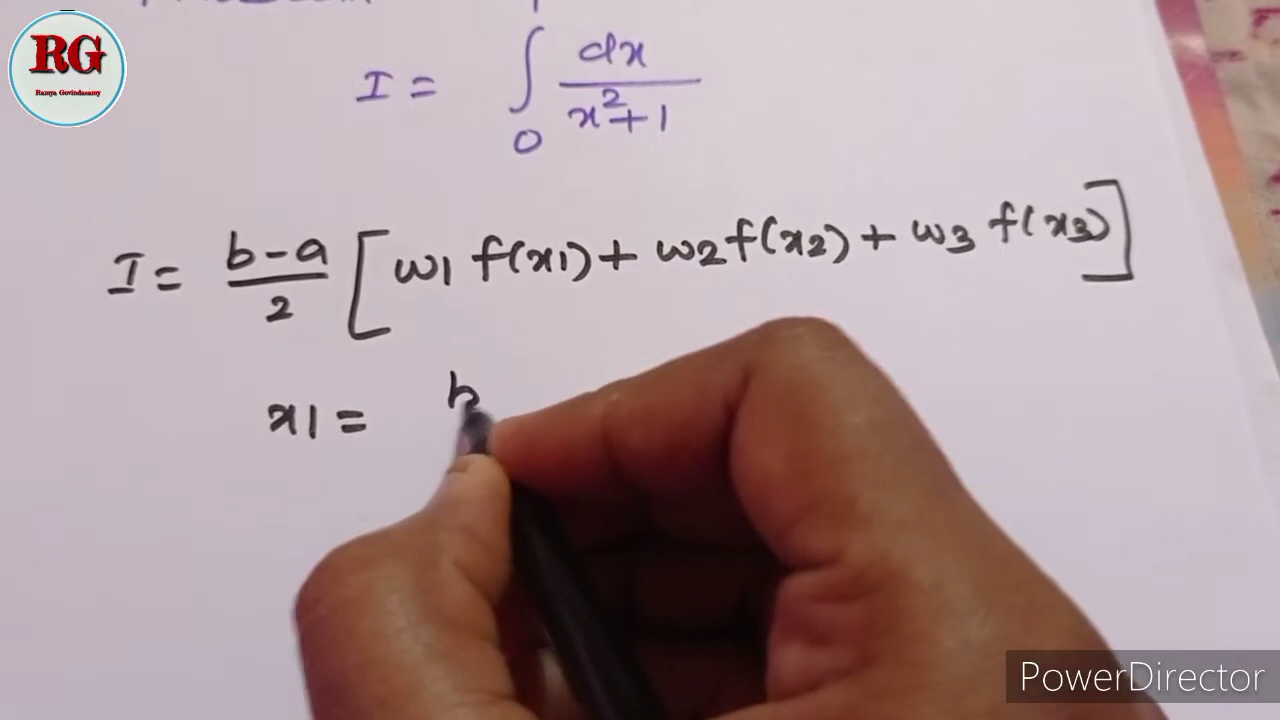 RG
Ramya Govindasamy
I = ∫ dx / x²+1
0
I = b-a / 2 [ w1 f(x1) + w2 f(x2) + w3 f(x3) ]
x1 = b
PowerDirector